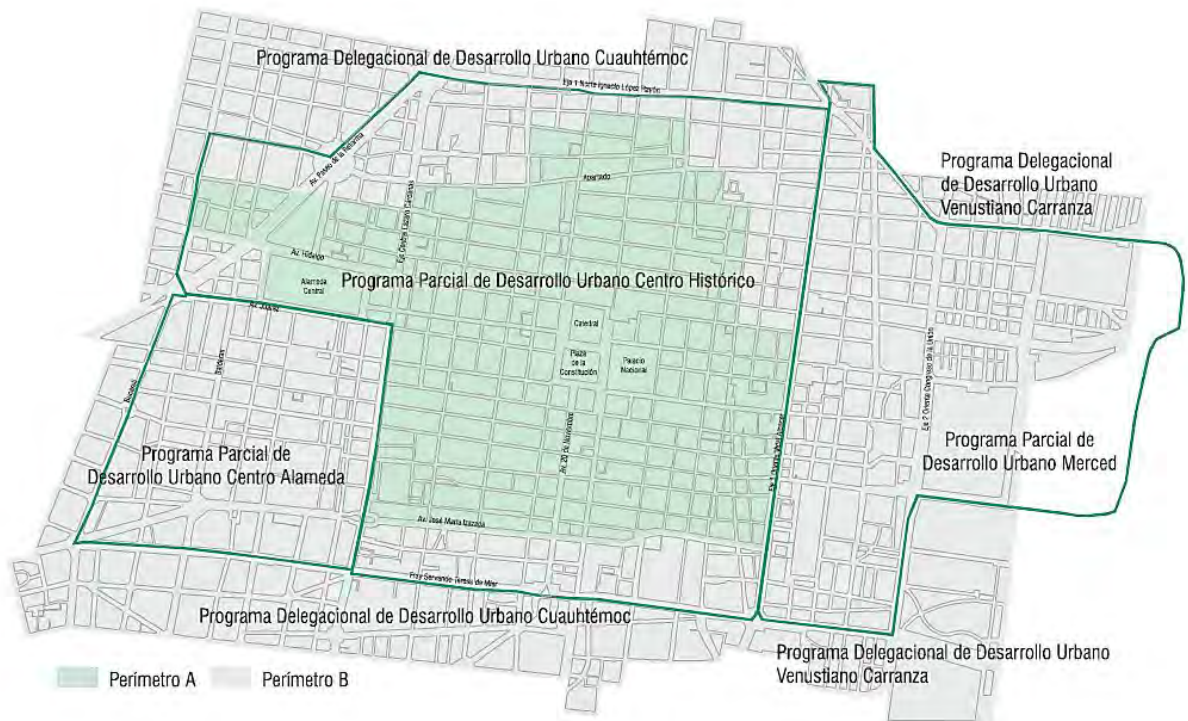 Programa Delegacional de Desarrollo Urbano Cuauhtémoc
Eje 1 Norte Ignacio López Rayón
Av. Paseo de la Reforma
Programa Delegacional
de Desarrollo Urbano
Venustiano Carranza
Apartado
Eje Central Lázaro Cárdenas
Av. Hidalgo
Alameda
Central
Programa Parcial de Desarrollo Urbano Centro Histórico
Av. Juárez
Catedral
Plaza
de la
Constitución
Palacio
Nacional
Balderas
Bucareli
Eje 2 Oriente Congreso de la Unión
Av. 20 de Noviembre
Eje 1 Oriente Vidal Alcocer
Programa Parcial de
Desarrollo Urbano Centro Alameda
Programa Parcial de
Desarrollo Urbano Merced
Av. José María Izazaga
Fray Servando Teresa de Mier
Programa Delegacional de Desarrollo Urbano Cuauhtémoc
Programa Delegacional de Desarrollo Urbano
Venustiano Carranza
Perímetro A
Perímetro B